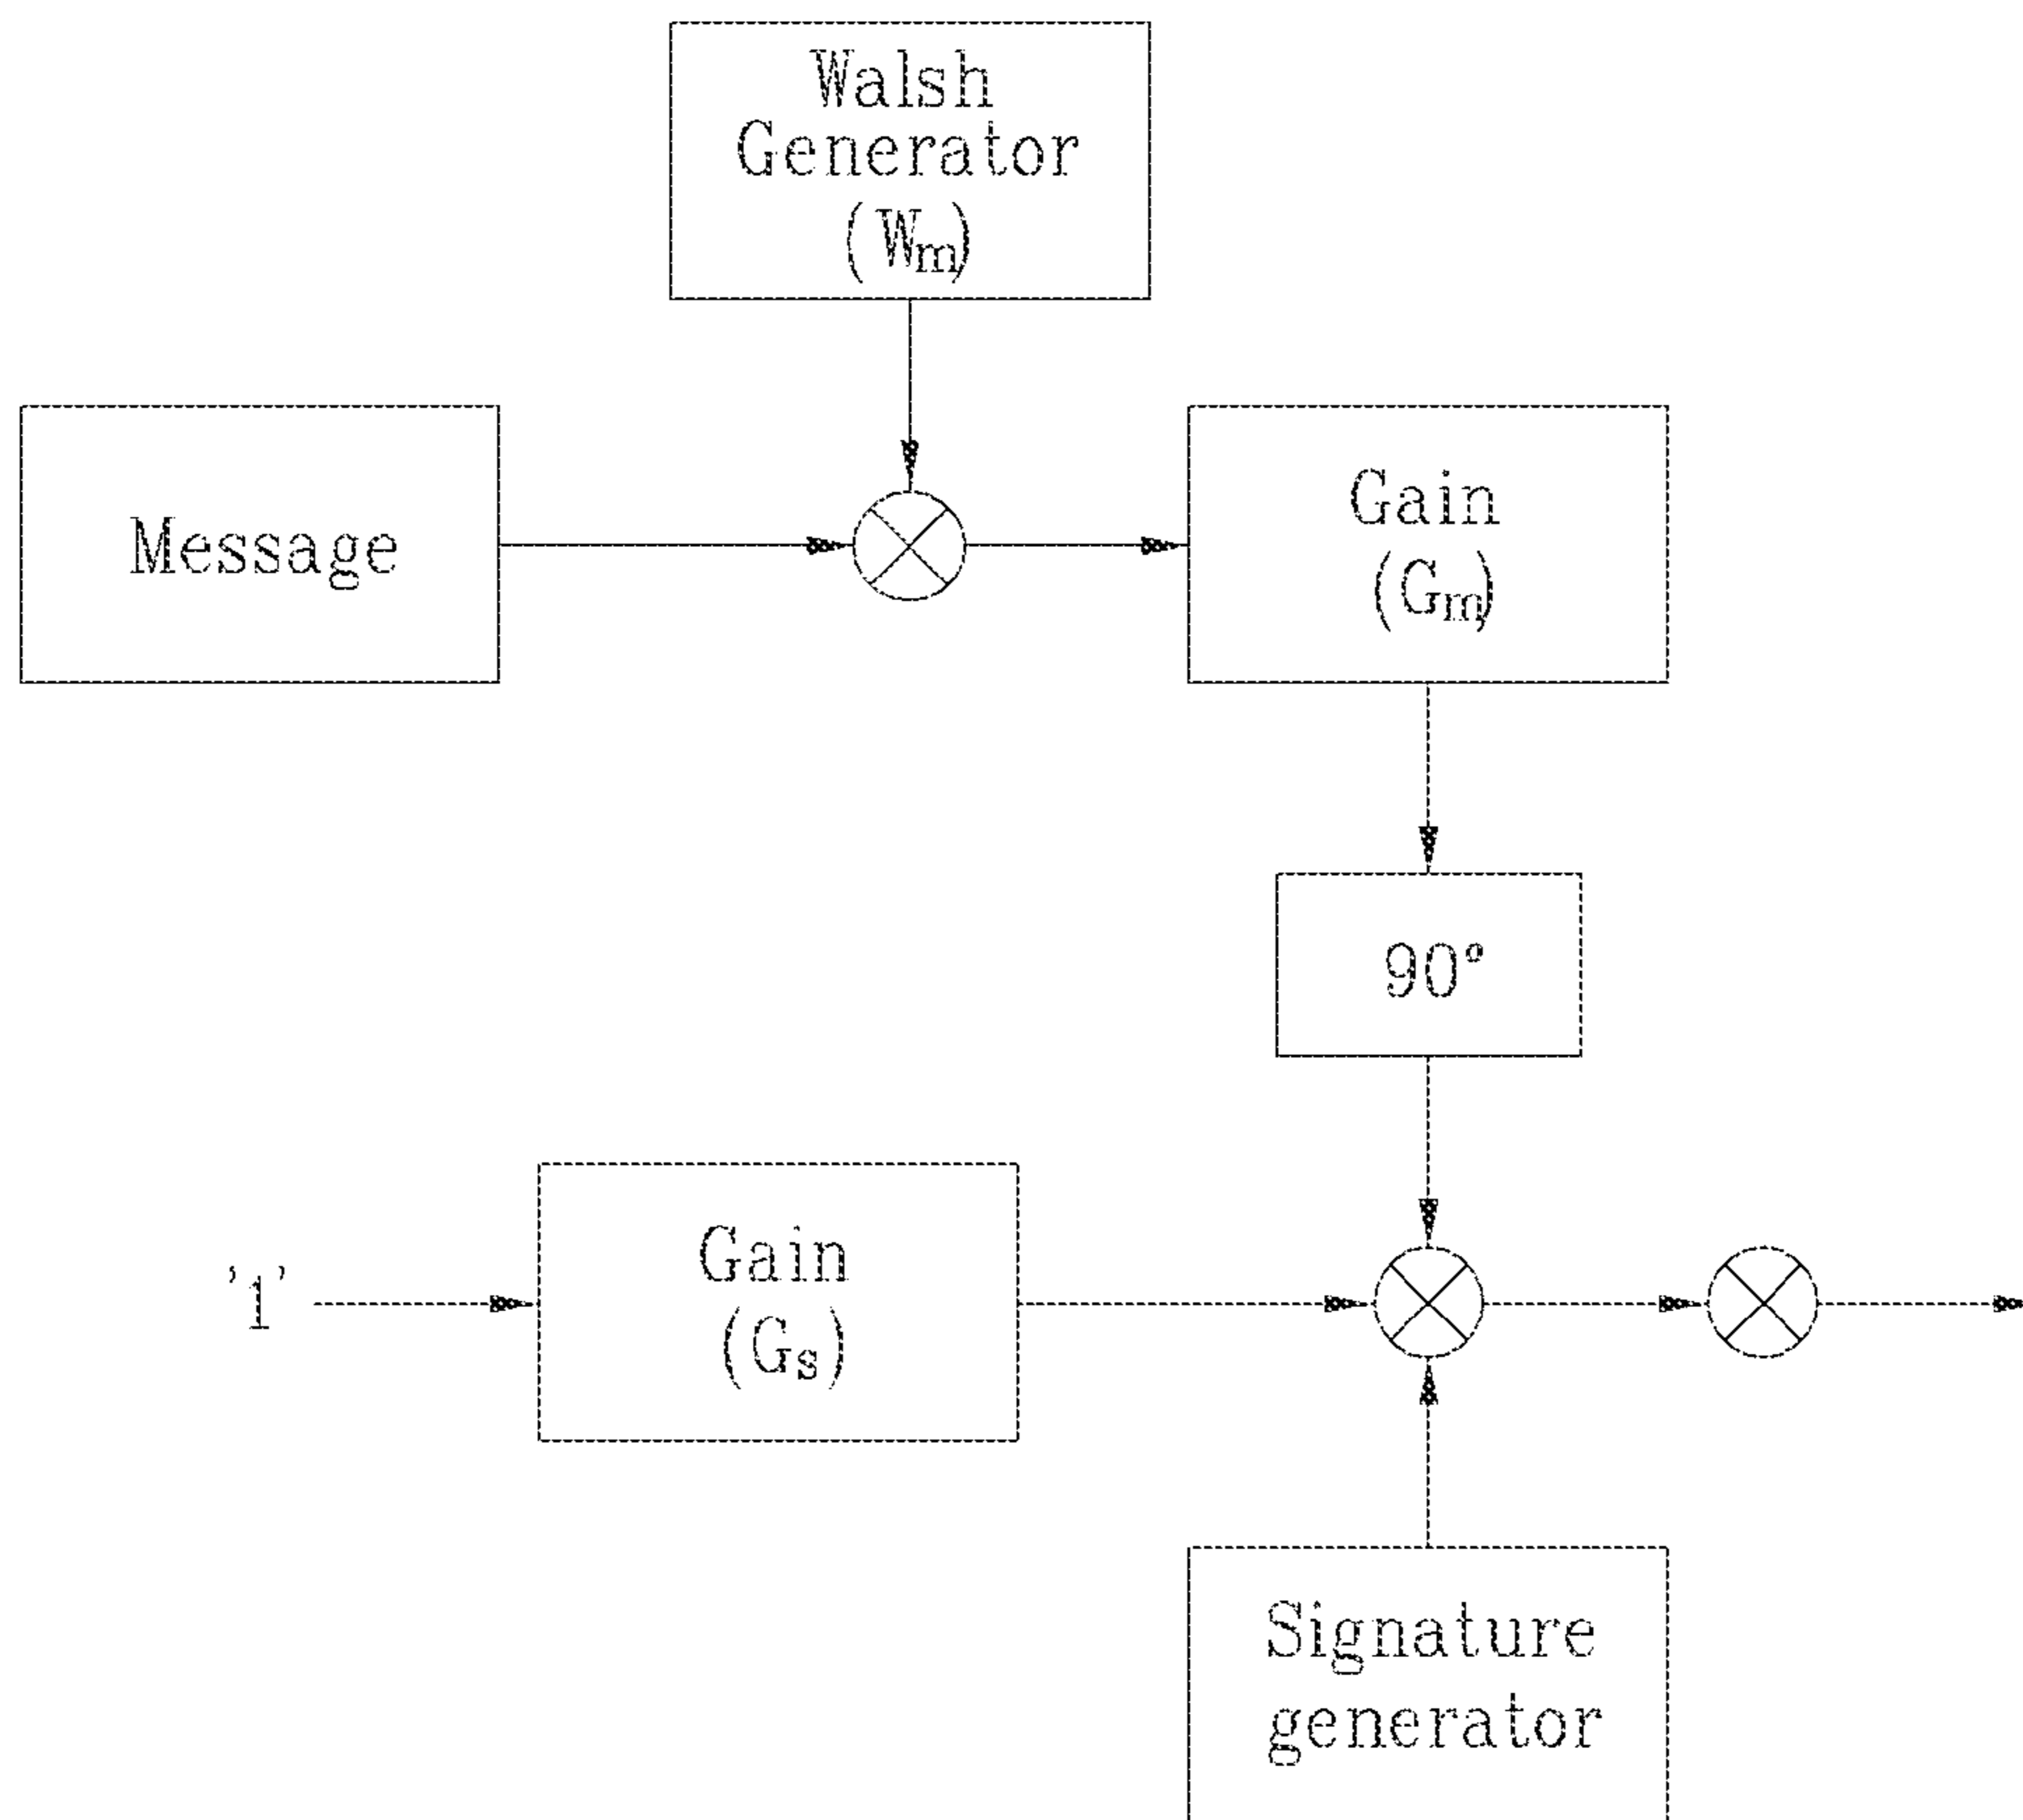 Walsh
Generator
(Wm)
Message
Gain
(Gm)
90°
'1'
Gain
(Gs)
Signature
generator